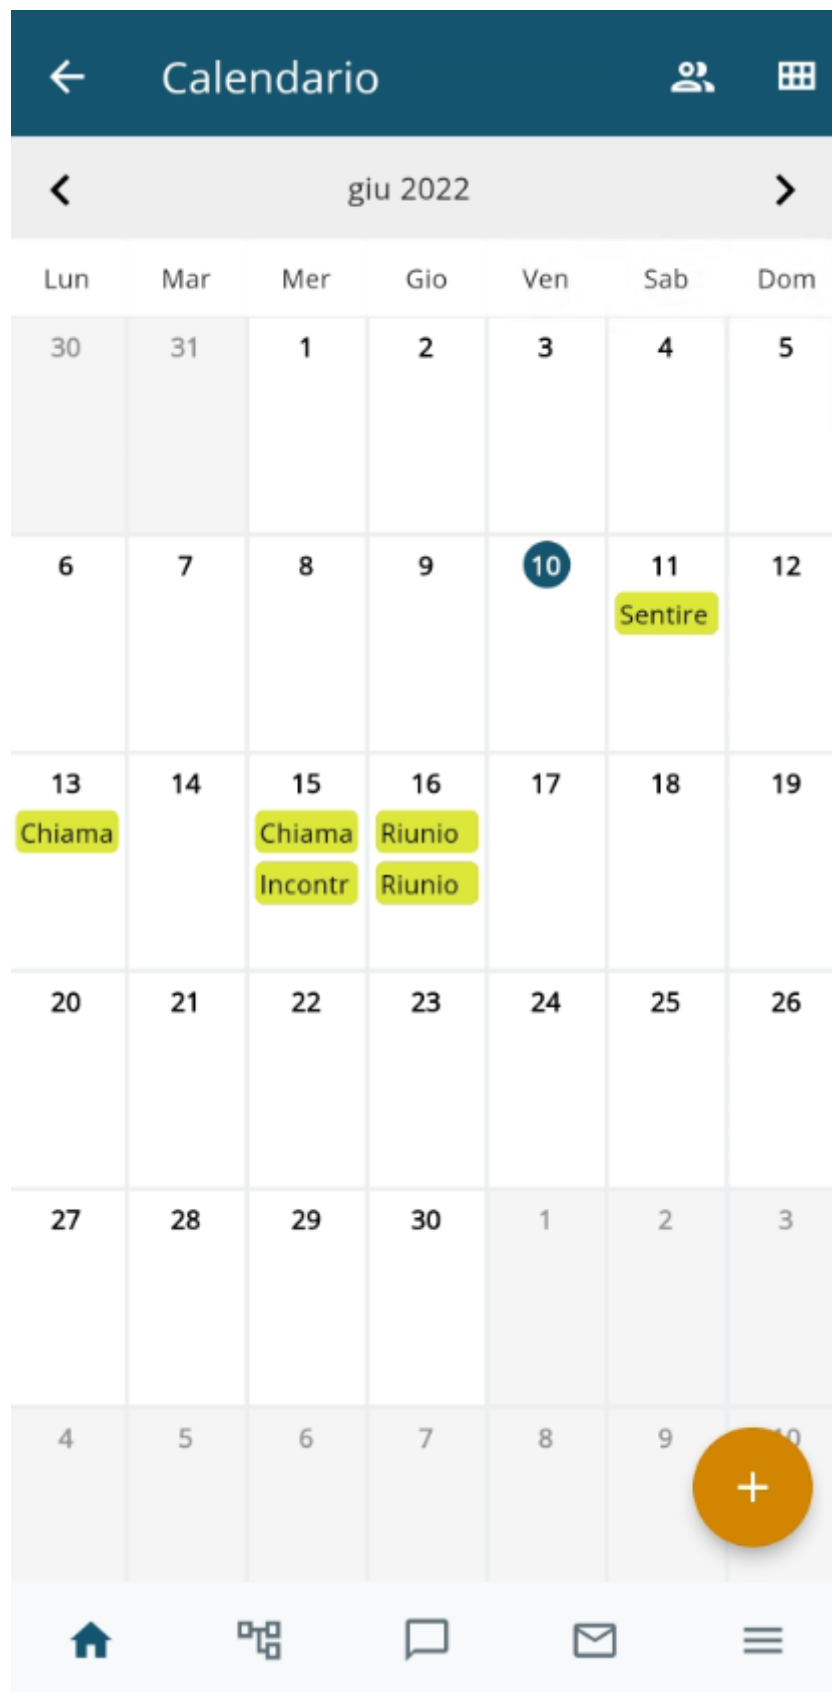 Calendario
giu 2022
Lun Mar Mer Gio Ven Sab Dom
30 31 1 2 3 4 5
6 7 8 9 10 11 12
Sentire
13 14 15 16 17 18 19
Chiama Chiama Riunio
Incontr Riunio
20 21 22 23 24 25 26
27 28 29 30 1 2 3
4 5 6 7 8 9 10